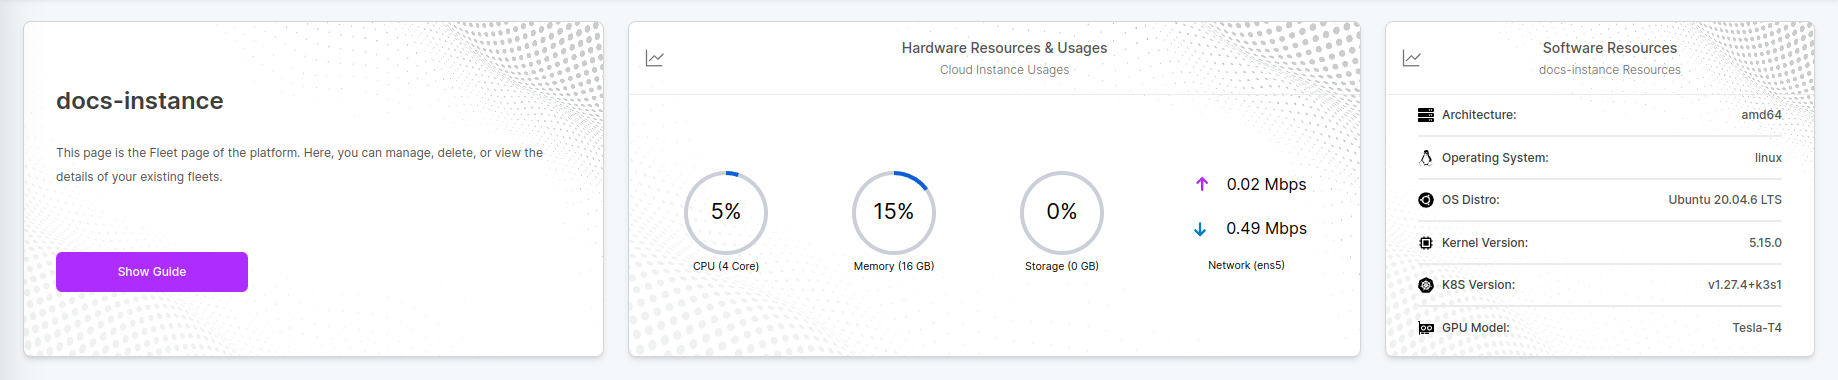 docs-instance
This page is the Fleet page of the platform. Here, you can manage, delete, or view the
details of your existing fleets.
Show Guide
Hardware Resources & Usages
Cloud Instance Usages
5%
CPU (4 Core)
15%
Memory (16 GB)
0%
Storage (0 GB)
0.02 Mbps
0.49 Mbps
Network (ens5)
Software Resources
docs-instance Resources
Architecture: amd64
Operating System: linux
OS Distro: Ubuntu 20.04.6 LTS
Kernel Version: 5.15.0
K8S Version: v1.27.4+k3s1
GPU Model: Tesla-T4